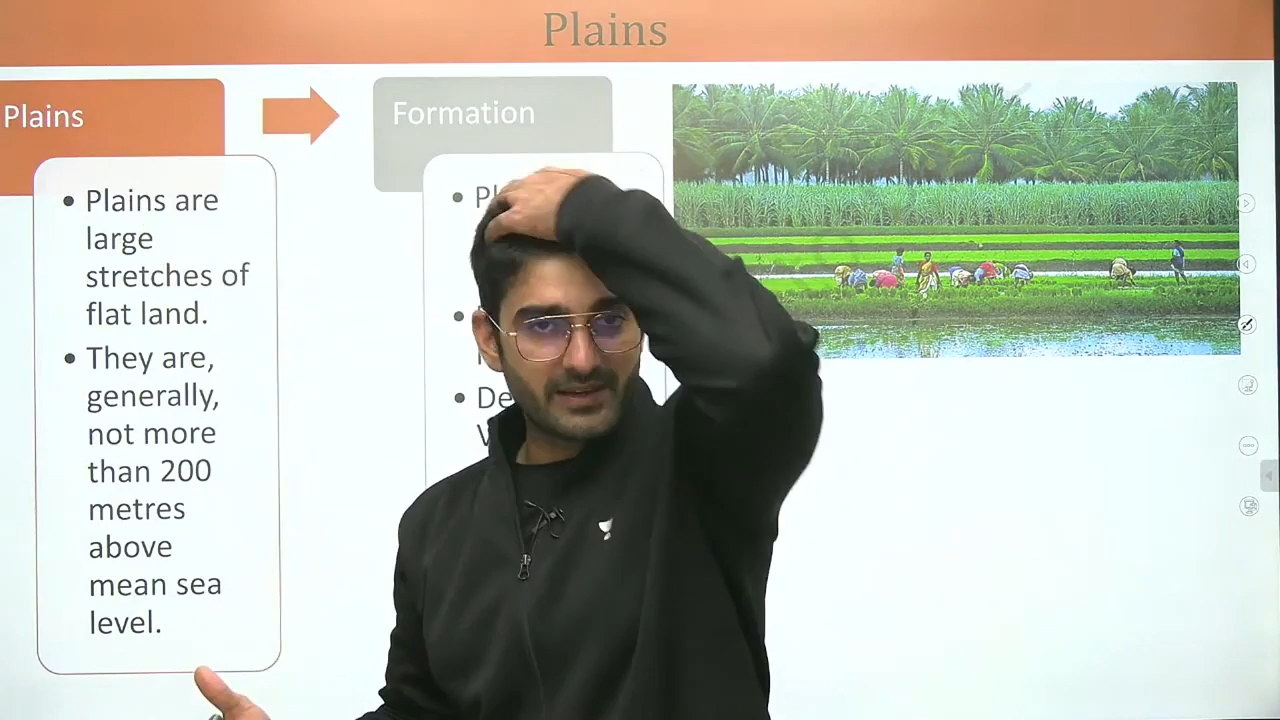 Plains
Plains
Formation
• Plains are
large
stretches of
flat land.
• They are,
generally,
not more
than 200
metres
above
mean sea
level.